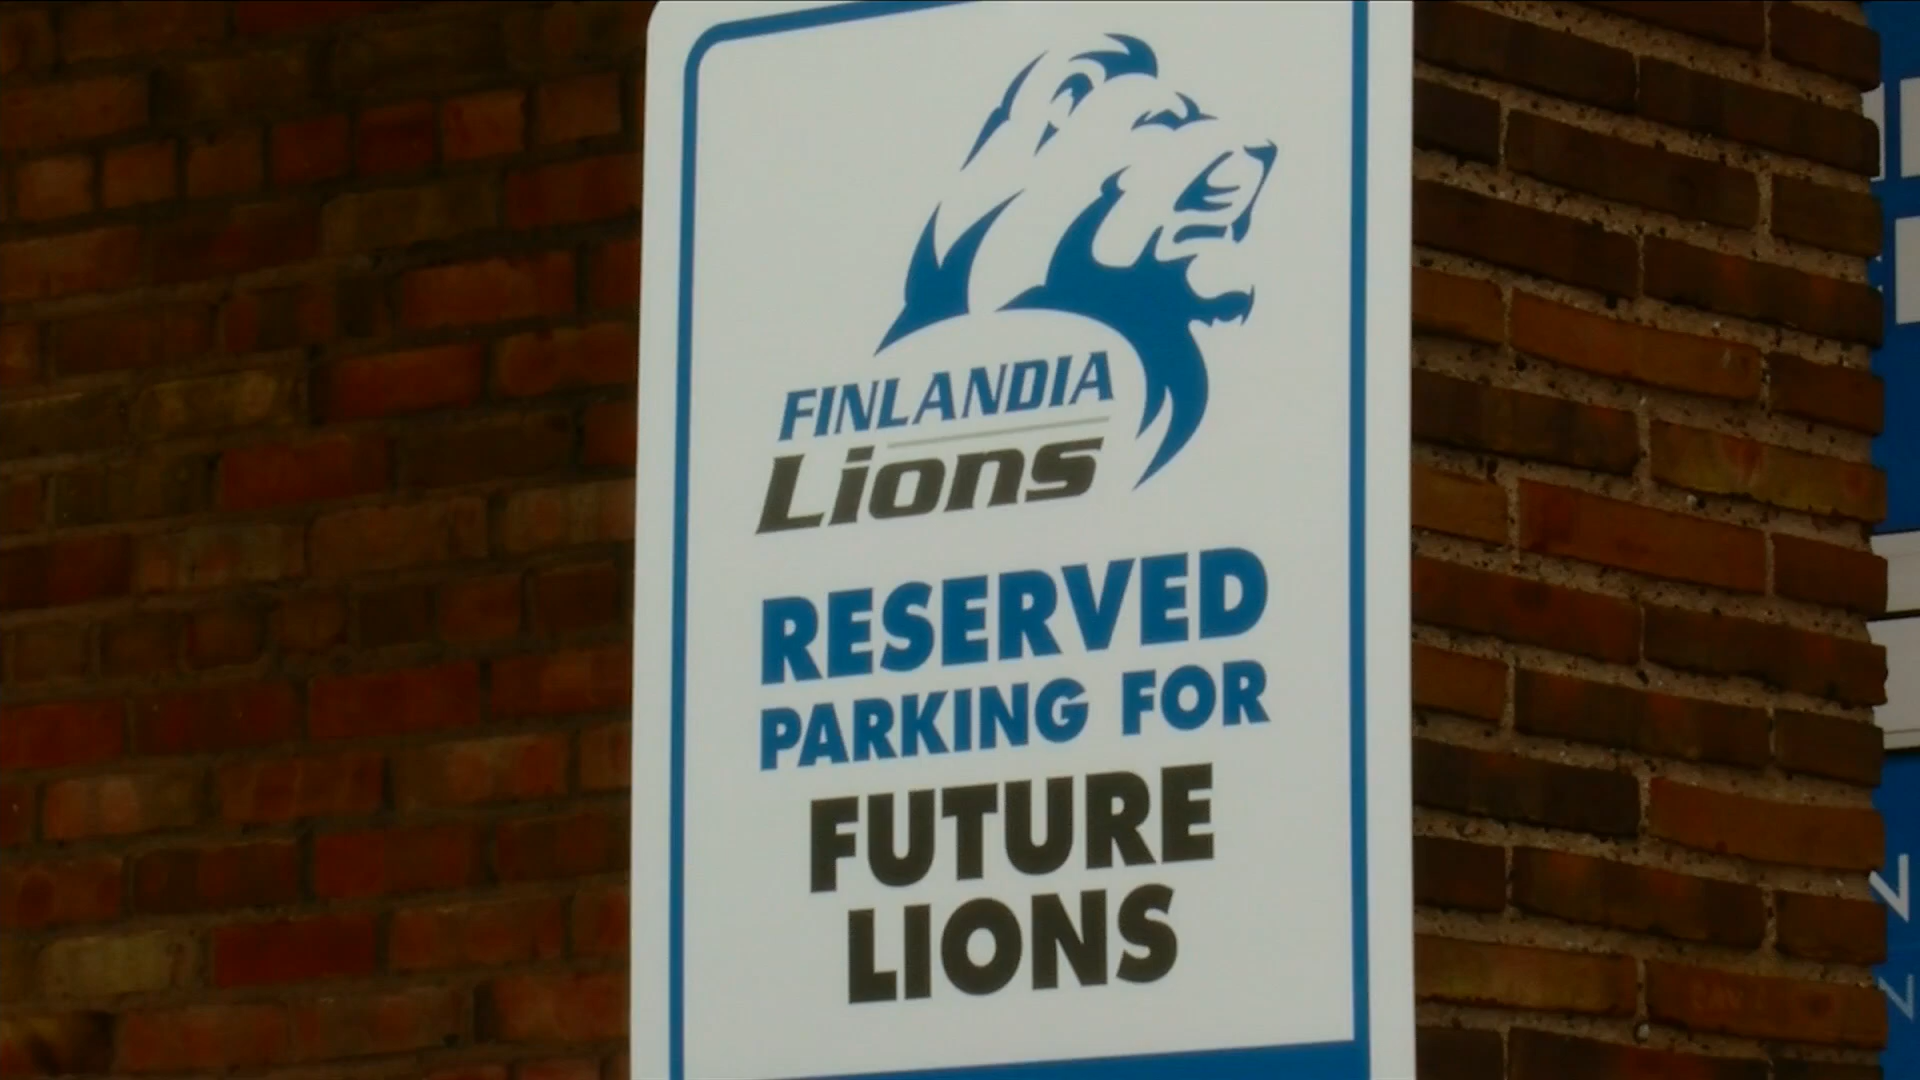 FINLANDIA
Lions
RESERVED
PARKING FOR
FUTURE
LIONS